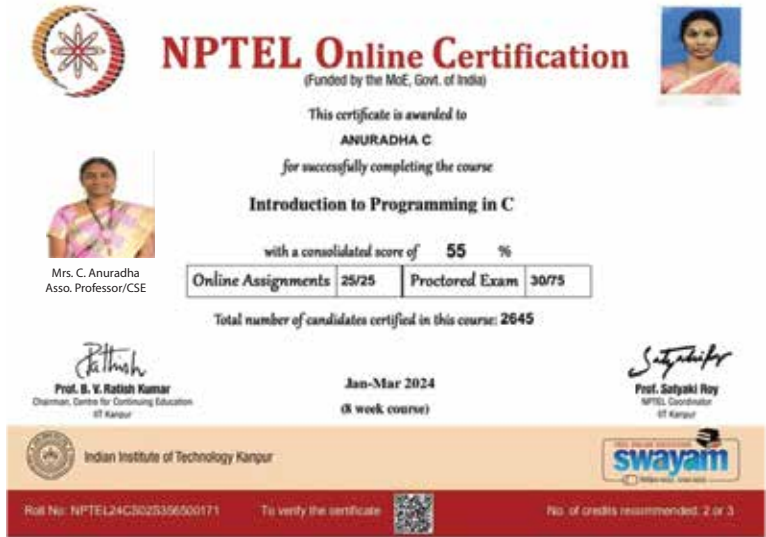 NPTEL Online Certification
(Funded by the MoE, Govt. of India)
This certificate is awarded to
ANURADHA C
for successfully completing the course
Introduction to Programming in C
with a consolidated score of 55 %
Mrs. C. Anuradha
Asso. Professor/CSE
Online Assignments 25/25 Proctored Exam 30/75
Total number of candidates certified in this course: 2645
Prof. B. V. Ratish Kumar
Chairman, Centre for Continuing Education
IIT Kanpur
Jan-Mar 2024
(8 week course)
Prof. Satyaki Roy
NPTEL Coordinator
IIT Kanpur
Indian Institute of Technology Kanpur
swayam
Roll No: NPTEL24CS02S356500171 To verify the certificate No. of credits recommended: 2 or 3